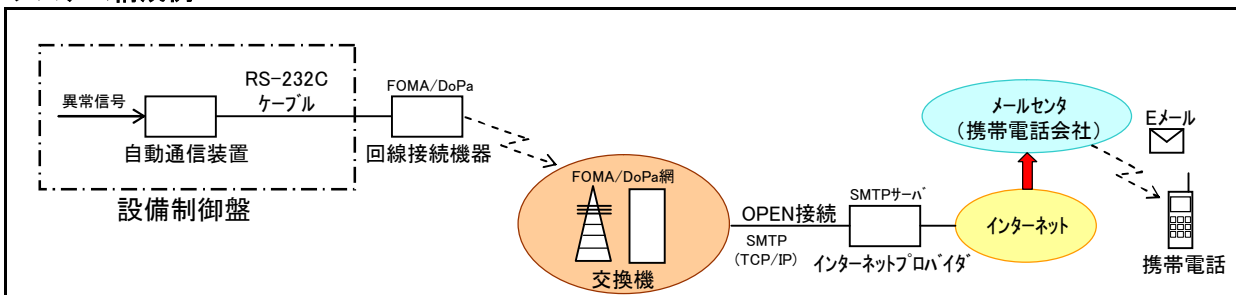 異常信号
自動通信装置
RS-232C
ケーブル
設備制御盤
FOMA/DoPa
回線接続機器
FOMA/DoPa網
交換機
OPEN接続
SMTP
(TCP/IP)
SMTPサーバ
インターネットプロバイダ
インターネット
メールセンタ
(携帯電話会社)
Eメール
携帯電話